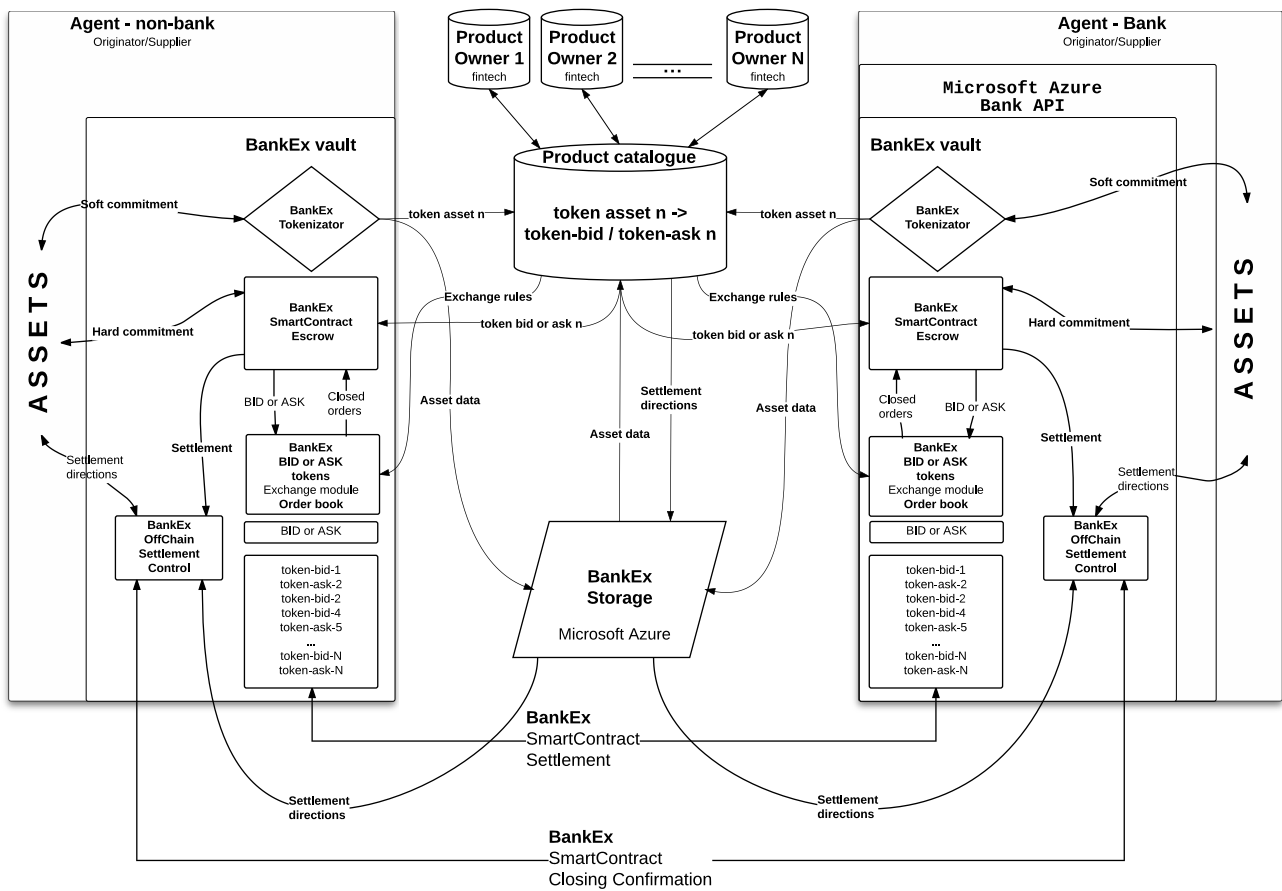 Agent - non-bank
Originator/Supplier
Product
Owner 1
fintech
Product
Owner 2
fintech
...
Product
Owner N
fintech
Agent - Bank
Originator/Supplier
Microsoft Azure
Bank API
BankEx vault
Product catalogue
BankEx vault
Soft commitment
BankEx
Tokenizator
token asset n
token asset n ->
token-bid / token-ask n
token asset n
BankEx
Tokenizator
Soft commitment
ASSETS
Hard commitment
BankEx
SmartContract
Escrow
Exchange rules
token bid or ask n
Exchange rules
token bid or ask n
BankEx
SmartContract
Escrow
Hard commitment
ASSETS
BID or ASK
Closed
orders
Asset data
Asset data
Settlement
directions
Asset data
Closed
orders
BID or ASK
Settlement
directions
Settlement
BankEx
BID or ASK
tokens
Exchange module
Order book
BankEx
BID or ASK
tokens
Exchange module
Order book
Settlement
Settlement
directions
BankEx
OffChain
Settlement
Control
BID or ASK
BID or ASK
BankEx
OffChain
Settlement
Control
token-bid-1
token-ask-2
token-bid-2
token-bid-4
token-ask-5
...
token-bid-N
token-ask-N
BankEx
Storage
Microsoft Azure
token-bid-1
token-ask-2
token-bid-2
token-bid-4
token-ask-5
...
token-bid-N
token-ask-N
BankEx
SmartContract
Settlement
Settlement
directions
Settlement
directions
BankEx
SmartContract
Closing Confirmation